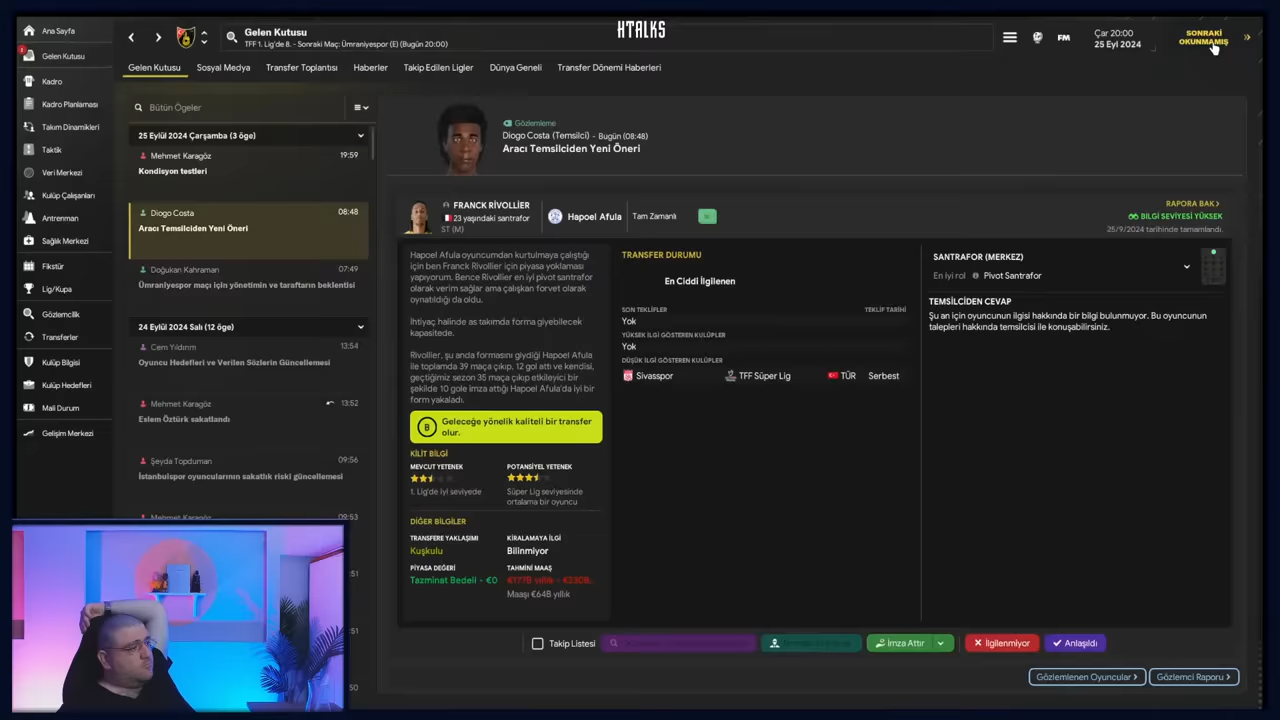 HTALKS
Ana Sayfa
Gelen Kutusu
Kadro
Kadro Planlaması
Takım Dinamikleri
Taktik
Veri Merkezi
Kulüp Çalışanları
Antrenman
Sağlık Merkezi
Fikstür
Lig/Kupa
Gözlemcilik
Transferler
Kulüp Bilgisi
Kulüp Hedefleri
Mali Durum
Gelişim Merkezi
Gelen Kutusu
TFF 1. Lig'de 8. - Sonraki Maç: Ümraniyespor (E) (Bugün 20:00)
FM
Çar 20:00
25 Eyl 2024
SONRAKİ
OKUNMAMIŞ
Gelen Kutusu
Sosyal Medya
Transfer Toplantısı
Haberler
Takip Edilen Ligler
Dünya Geneli
Transfer Dönemi Haberleri
Bütün Ögeler
25 Eylül 2024 Çarşamba (3 öge)
Mehmet Karagöz 19:59
Kondisyon testleri
Diogo Costa 08:48
Aracı Temsilciden Yeni Öneri
Doğukan Kahraman 07:49
Ümraniyespor maçı için yönetimin ve taraftarın beklentisi
24 Eylül 2024 Salı (12 öge)
Cem Yıldırım 13:54
Oyuncu Hedefleri ve Verilen Sözlerin Güncellemesi
Mehmet Karagöz 13:52
Eslem Öztürk sakatlandı
Şeyda Topduman 09:56
İstanbulspor oyuncularının sakatlık riski güncellemesi
Mehmet Karagöz 09:53
:51
:51
50
Gözlemleme
Diogo Costa (Temsilci) - Bugün (08:48)
Aracı Temsilciden Yeni Öneri
FRANCK RİVOLLİER
23 yaşındaki santrafor
ST (M)
Hapoel Afula
Tam Zamanlı
RAPORA BAK
BİLGİ SEVİYESİ YÜKSEK
25/9/2024 tarihinde tamamlandı.
Hapoel Afula oyuncumdan kurtulmaya çalıştığı
için ben Franck Rivollier için piyasa yoklaması
yapıyorum. Bence Rivollier en iyi pivot santrafor
olarak verim sağlar ama çalışkan forvet olarak
oynatıldığı da oldu.
İhtiyaç halinde as takımda forma giyebilecek
kapasitede.
Rivollier, şu anda formasını giydiği Hapoel Afula
ile toplamda 39 maça çıkıp, 12 gol attı ve kendisi,
geçtiğimiz sezon 35 maça çıkıp etkileyici bir
şekilde 10 gole imza attığı Hapoel Afula'da iyi bir
form yakaladı.
B
Geleceğe yönelik kaliteli bir transfer
olur.
KİLİT BİLGİ
MEVCUT YETENEK
1. Lig'de iyi seviyede
POTANSİYEL YETENEK
Süper Lig seviyesinde
ortalama bir oyuncu
DİĞER BİLGİLER
TRANSFERE YAKLAŞIMI
Kuşkulu
KİRALAMAYA İLGİ
Bilinmiyor
PİYASA DEĞERİ
Tazminat Bedeli - €0
TAHMİNİ MAAŞ
Maaşı €64B yıllık
TRANSFER DURUMU
En Ciddi İlgilenen
SON TEKLİFLER TEKLİF TARİHİ
Yok
YÜKSEK İLGİ GÖSTEREN KULÜPLER
Yok
DÜŞÜK İLGİ GÖSTEREN KULÜPLER
Sivasspor TFF Süper Lig TÜR Serbest
SANTRAFOR (MERKEZ)
En iyi rol Pivot Santrafor
TEMSİLCİDEN CEVAP
Şu an için oyuncunun ilgisi hakkında bir bilgi bulunmuyor. Bu oyuncunun
talepleri hakkında temsilcisi ile konuşabilirsiniz.
Takip Listesi
İmza Attır
İlgilenmiyor
Anlaşıldı
Gözlemlenen Oyuncular
Gözlemci Raporu